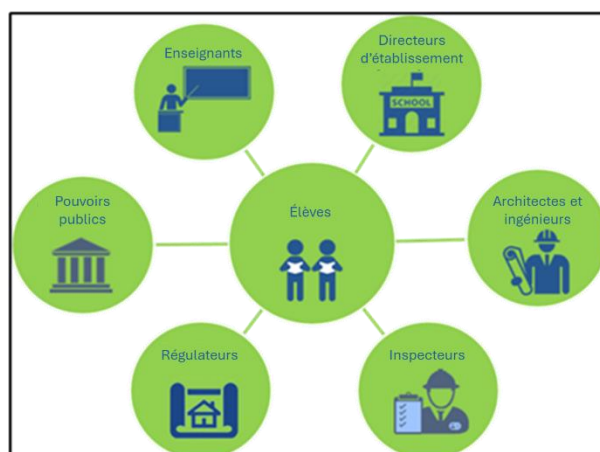 Enseignants
Directeurs
d'établissement
SCHOOL
Pouvoirs
publics
Élèves
Architectes et
ingénieurs
Régulateurs
Inspecteurs